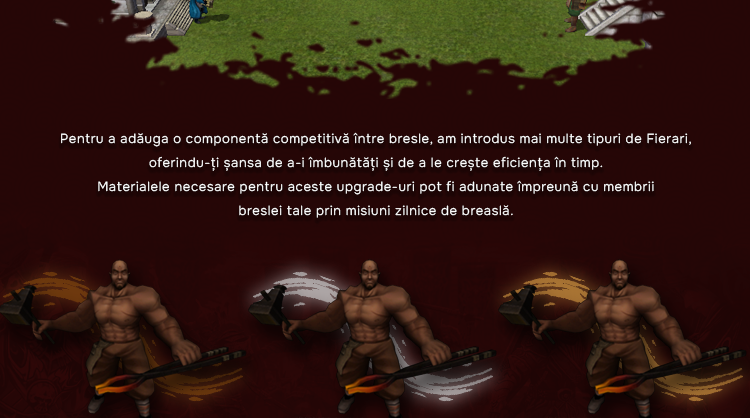 Pentru a adăuga o componentă competitivă între bresle, am introdus mai multe tipuri de Fierari,
oferindu-ți șansa de a-i îmbunătăți și de a le crește eficiența în timp.
Materialele necesare pentru aceste upgrade-uri pot fi adunate împreună cu membrii
breslei tale prin misiuni zilnice de breaslă.